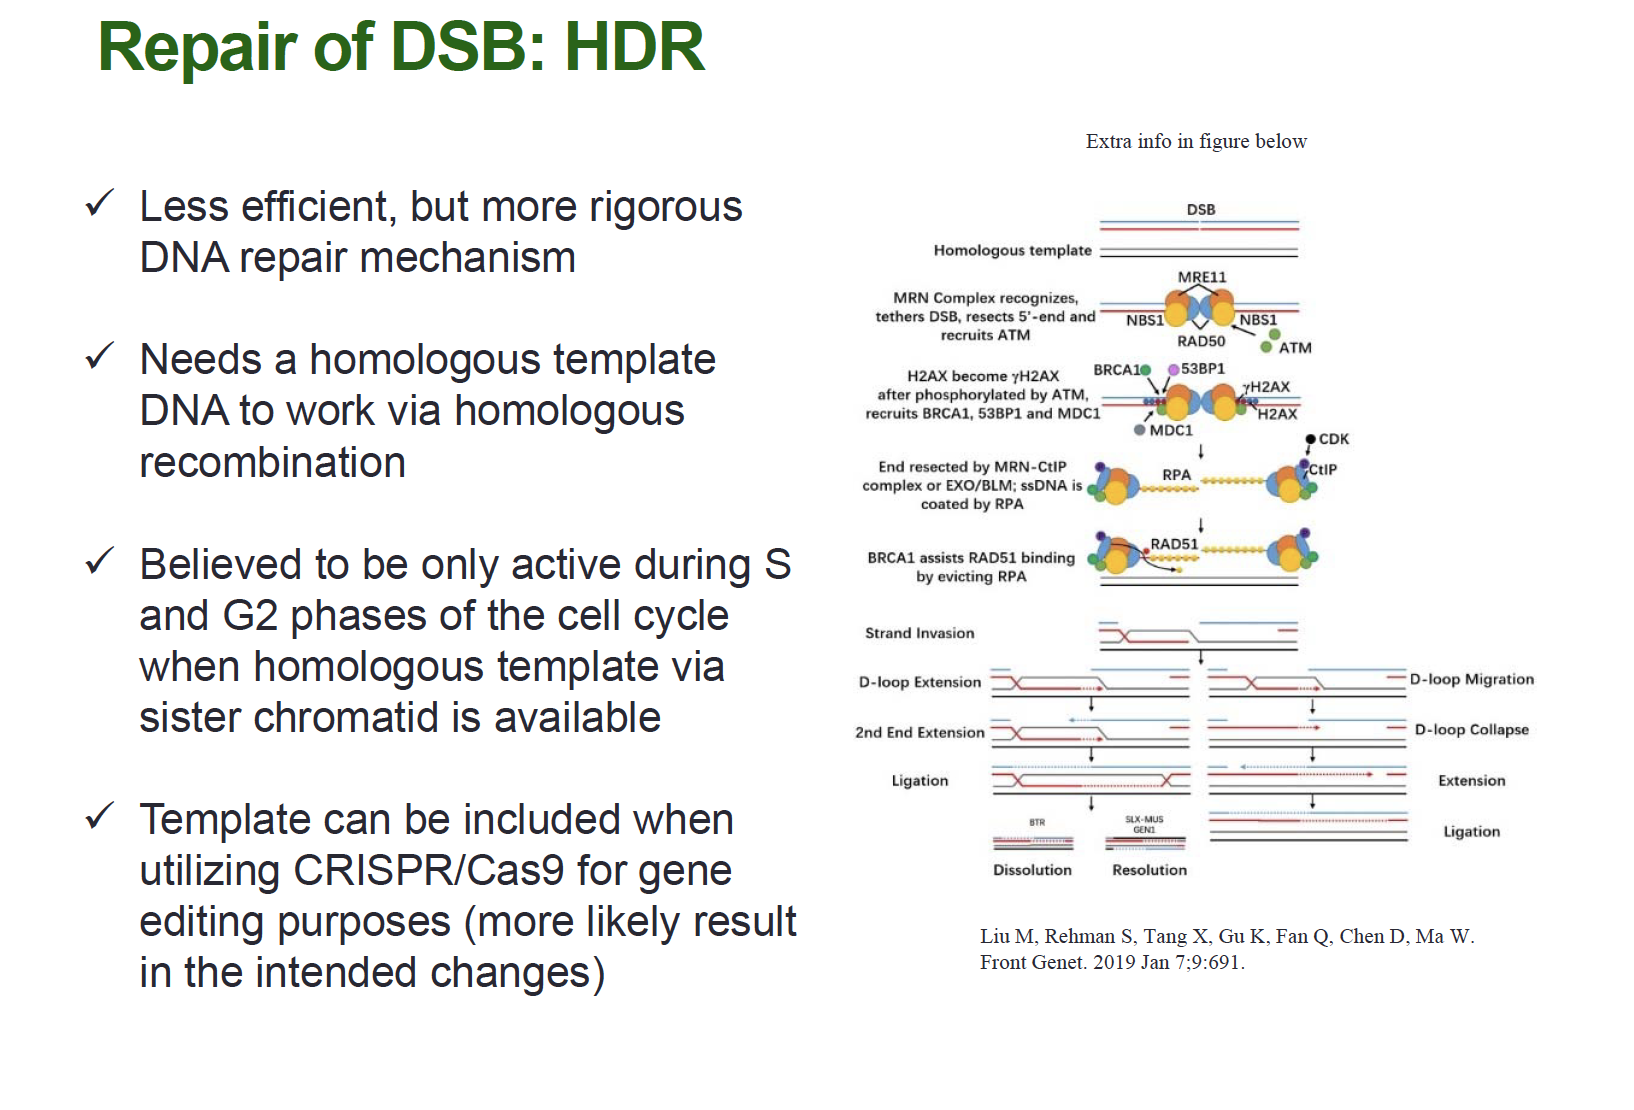 Repair of DSB: HDR
✓ Less efficient, but more rigorous
DNA repair mechanism
✓ Needs a homologous template
DNA to work via homologous
recombination
✓ Believed to be only active during S
and G2 phases of the cell cycle
when homologous template via
sister chromatid is available
✓ Template can be included when
utilizing CRISPR/Cas9 for gene
editing purposes (more likely result
in the intended changes)
Extra info in figure below
DSB
Homologous template
MRE11
MRN Complex recognizes,
tethers DSB, resects 5'-end and
recruits ATM
NBS1
NBS1
RAD50
ATM
BRCA1
53BP1
H2AX become γH2AX
after phosphorylated by ATM,
recruits BRCA1, 53BP1 and MDC1
γH2AX
H2AX
MDC1
CDK
End resected by MRN-CtIP
complex or EXO/BLM; ssDNA is
coated by RPA
RPA
CtIP
BRCA1 assists RAD51 binding
by evicting RPA
RAD51
Strand Invasion
D-loop Extension
D-loop Migration
2nd End Extension
D-loop Collapse
Ligation
Extension
BTR
SLX-MUS
GEN1
Ligation
Dissolution
Resolution
Liu M, Rehman S, Tang X, Gu K, Fan Q, Chen D, Ma W.
Front Genet. 2019 Jan 7;9:691.